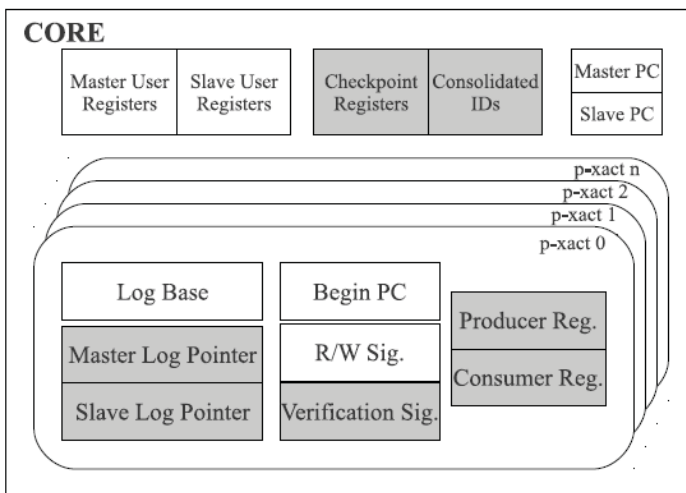 CORE
Master User
Registers
Slave User
Registers
Checkpoint
Registers
Consolidated
IDs
Master PC
Slave PC
p-xact n
p-xact 2
p-xact 1
p-xact 0
Log Base
Master Log Pointer
Slave Log Pointer
Begin PC
R/W Sig.
Verification Sig.
Producer Reg.
Consumer Reg.